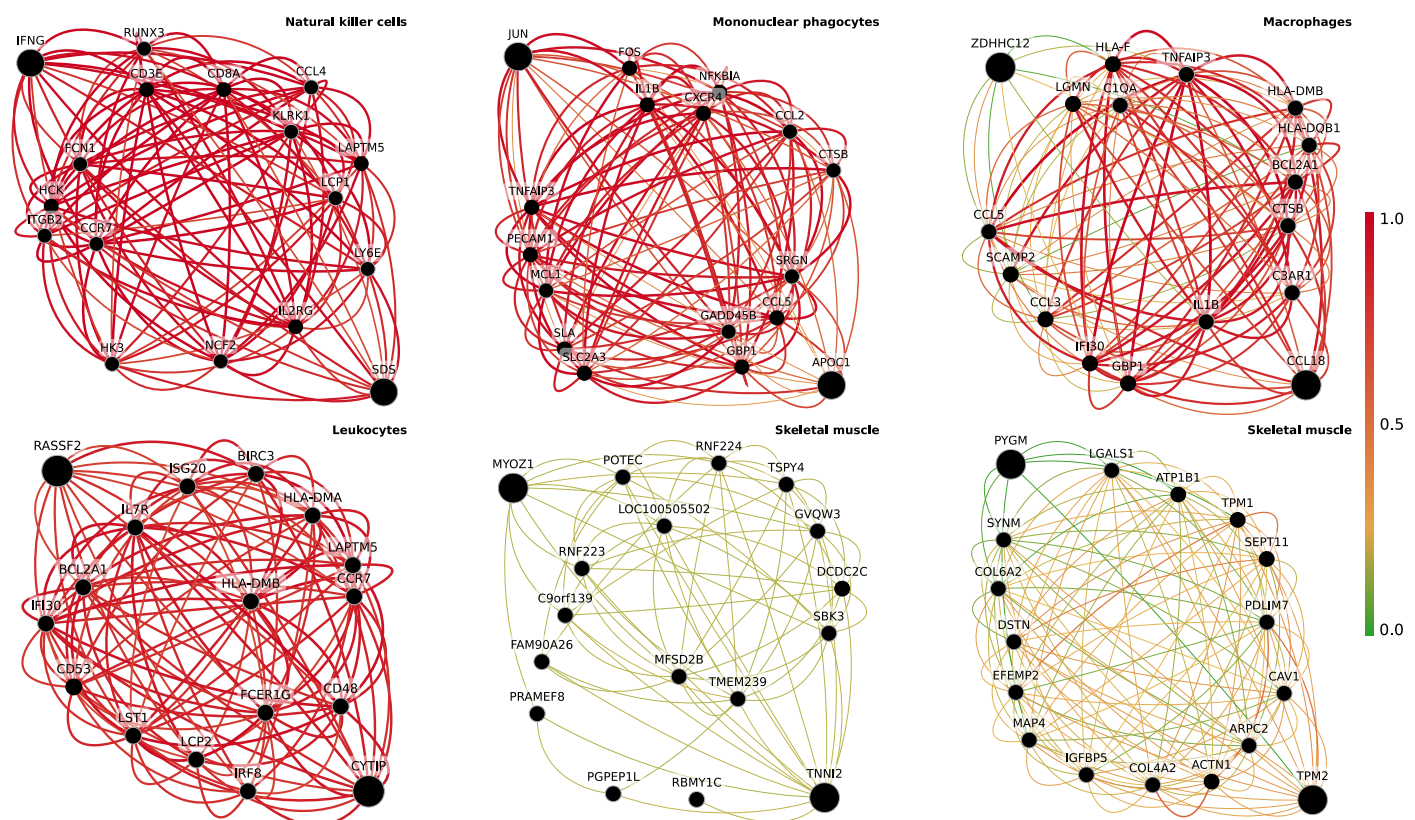 Natural killer cells
IFNG
RUNX3
CD3E
CD8A
CCL4
KLRK1
FCN1
LAPTM5
LCP1
HCK
ITGB2
CCR7
LY6E
IL2RG
HK3
NCF2
SDS
Mononuclear phagocytes
JUN
FOS
NFKBIA
IL1B
CXCR4
CCL2
CTSB
TNFAIP3
PECAM1
SRGN
MCL1
CCL5
GADD45B
SLA
SLC2A3
GBP1
APOC1
Macrophages
ZDHHC12
HLA-F
TNFAIP3
LGMN
C1QA
HLA-DMB
HLA-DQB1
BCL2A1
CCL5
CTSB
SCAMP2
C3AR1
CCL3
IL1B
IFI30
GBP1
CCL18
1.0
0.5
0.0
Leukocytes
RASSF2
ISG20
BIRC3
HLA-DMA
IL7R
LAPTM5
BCL2A1
HLA-DMB
CCR7
IFI30
CD53
FCER1G
CD48
LST1
LCP2
IRF8
CYTIP
Skeletal muscle
MYOZ1
POTEC
RNF224
TSPY4
LOC100505502
GVQW3
RNF223
DCDC2C
C9orf139
SBK3
FAM90A26
MFSD2B
TMEM239
PRAMEF8
PGPEP1L
RBMY1C
TNNI2
Skeletal muscle
PYGM
LGALS1
ATP1B1
TPM1
SYNM
SEPT11
COL6A2
PDLIM7
DSTN
EFEMP2
CAV1
MAP4
ARPC2
IGFBP5
COL4A2
ACTN1
TPM2